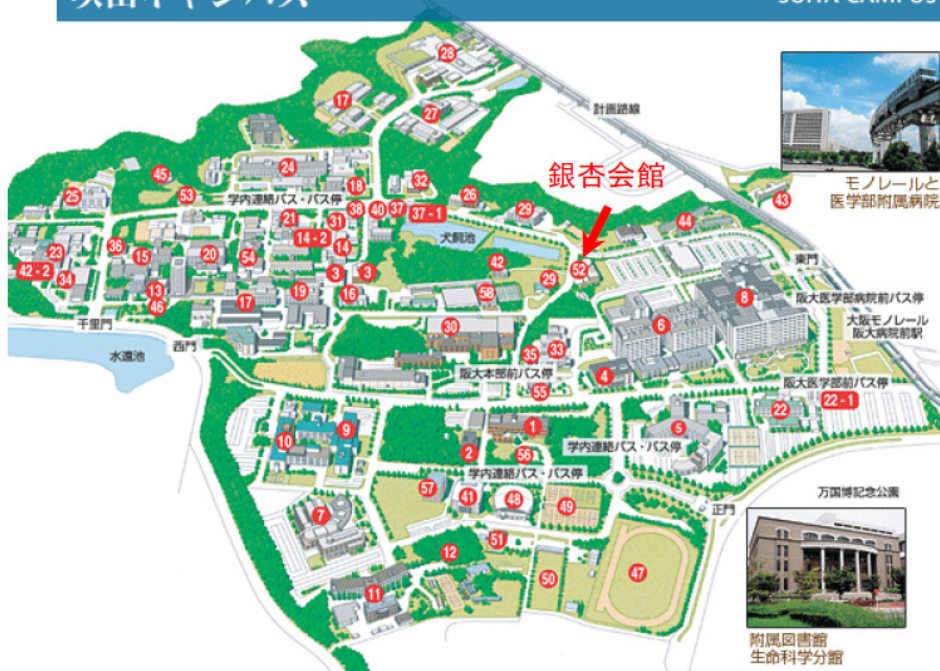 吹田キャンパス
SUITA CAMPUS
28
17
27
計画路線
銀杏会館
モノレールと
医学部附属病院
45
24
32
25
53
18
学内連絡バス・バス停
26
43
40
37
37 - 1
29
38
21
31
44
犬飼池
14 - 2
36
14
東門
23
15
20
54
42
52
42 - 2
34
3
3
29
8
阪大医学部病院前バス停
13
19
16
58
46
17
大阪モノレール
阪大病院前駅
千里門
30
6
水遠池
西門
35
33
阪大本部前バス停
4
阪大医学部前バス停
55
22 - 1
22
10
9
1
5
2
56
学内連絡バス・バス停
学内連絡バス・バス停
57
41
48
49
万国博記念公園
7
正門
51
12
50
47
11
附属図書館
生命科学分館